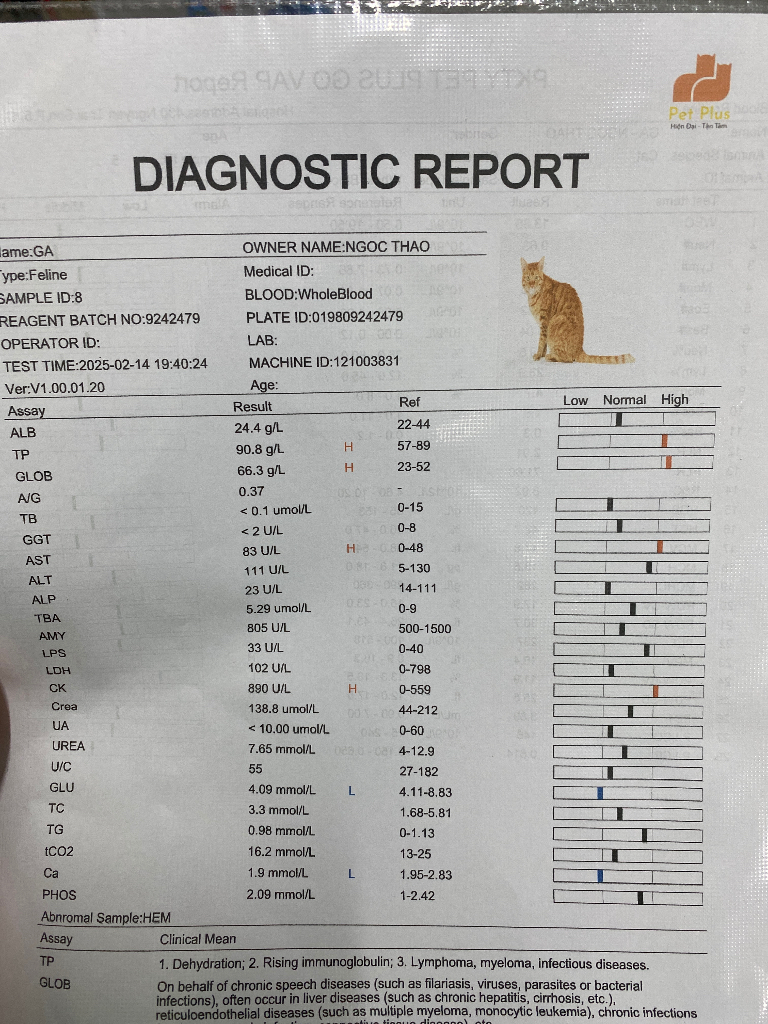 Pet Plus
Hiện Đại - Tận Tâm
DIAGNOSTIC REPORT
ame:GA OWNER NAME:NGOC THAO
ype:Feline Medical ID:
SAMPLE ID:8 BLOOD:WholeBlood
REAGENT BATCH NO:9242479 PLATE ID:019809242479
OPERATOR ID: LAB:
TEST TIME:2025-02-14 19:40:24 MACHINE ID:121003831
Ver:V1.00.01.20 Age:
Assay Result Ref Low Normal High
ALB 24.4 g/L 22-44
TP 90.8 g/L H 57-89
GLOB 66.3 g/L H 23-52
A/G 0.37 -
TB < 0.1 umol/L 0-15
GGT < 2 U/L 0-8
AST 83 U/L H 0-48
ALT 111 U/L 5-130
ALP 23 U/L 14-111
TBA 5.29 umol/L 0-9
AMY 805 U/L 500-1500
LPS 33 U/L 0-40
LDH 102 U/L 0-798
CK 890 U/L H 0-559
Crea 138.8 umol/L 44-212
UA < 10.00 umol/L 0-60
UREA 7.65 mmol/L 4-12.9
U/C 55 27-182
GLU 4.09 mmol/L L 4.11-8.83
TC 3.3 mmol/L 1.68-5.81
TG 0.98 mmol/L 0-1.13
tCO2 16.2 mmol/L 13-25
Ca 1.9 mmol/L L 1.95-2.83
PHOS 2.09 mmol/L 1-2.42
Abnromal Sample:HEM
Assay Clinical Mean
TP 1. Dehydration; 2. Rising immunoglobulin; 3. Lymphoma, myeloma, infectious diseases.
GLOB On behalf of chronic speech diseases (such as filariasis, viruses, parasites or bacterial
infections), often occur in liver diseases (such as chronic hepatitis, cirrhosis, etc.),
reticuloendothelial diseases (such as multiple myeloma, monocytic leukemia), chronic infections